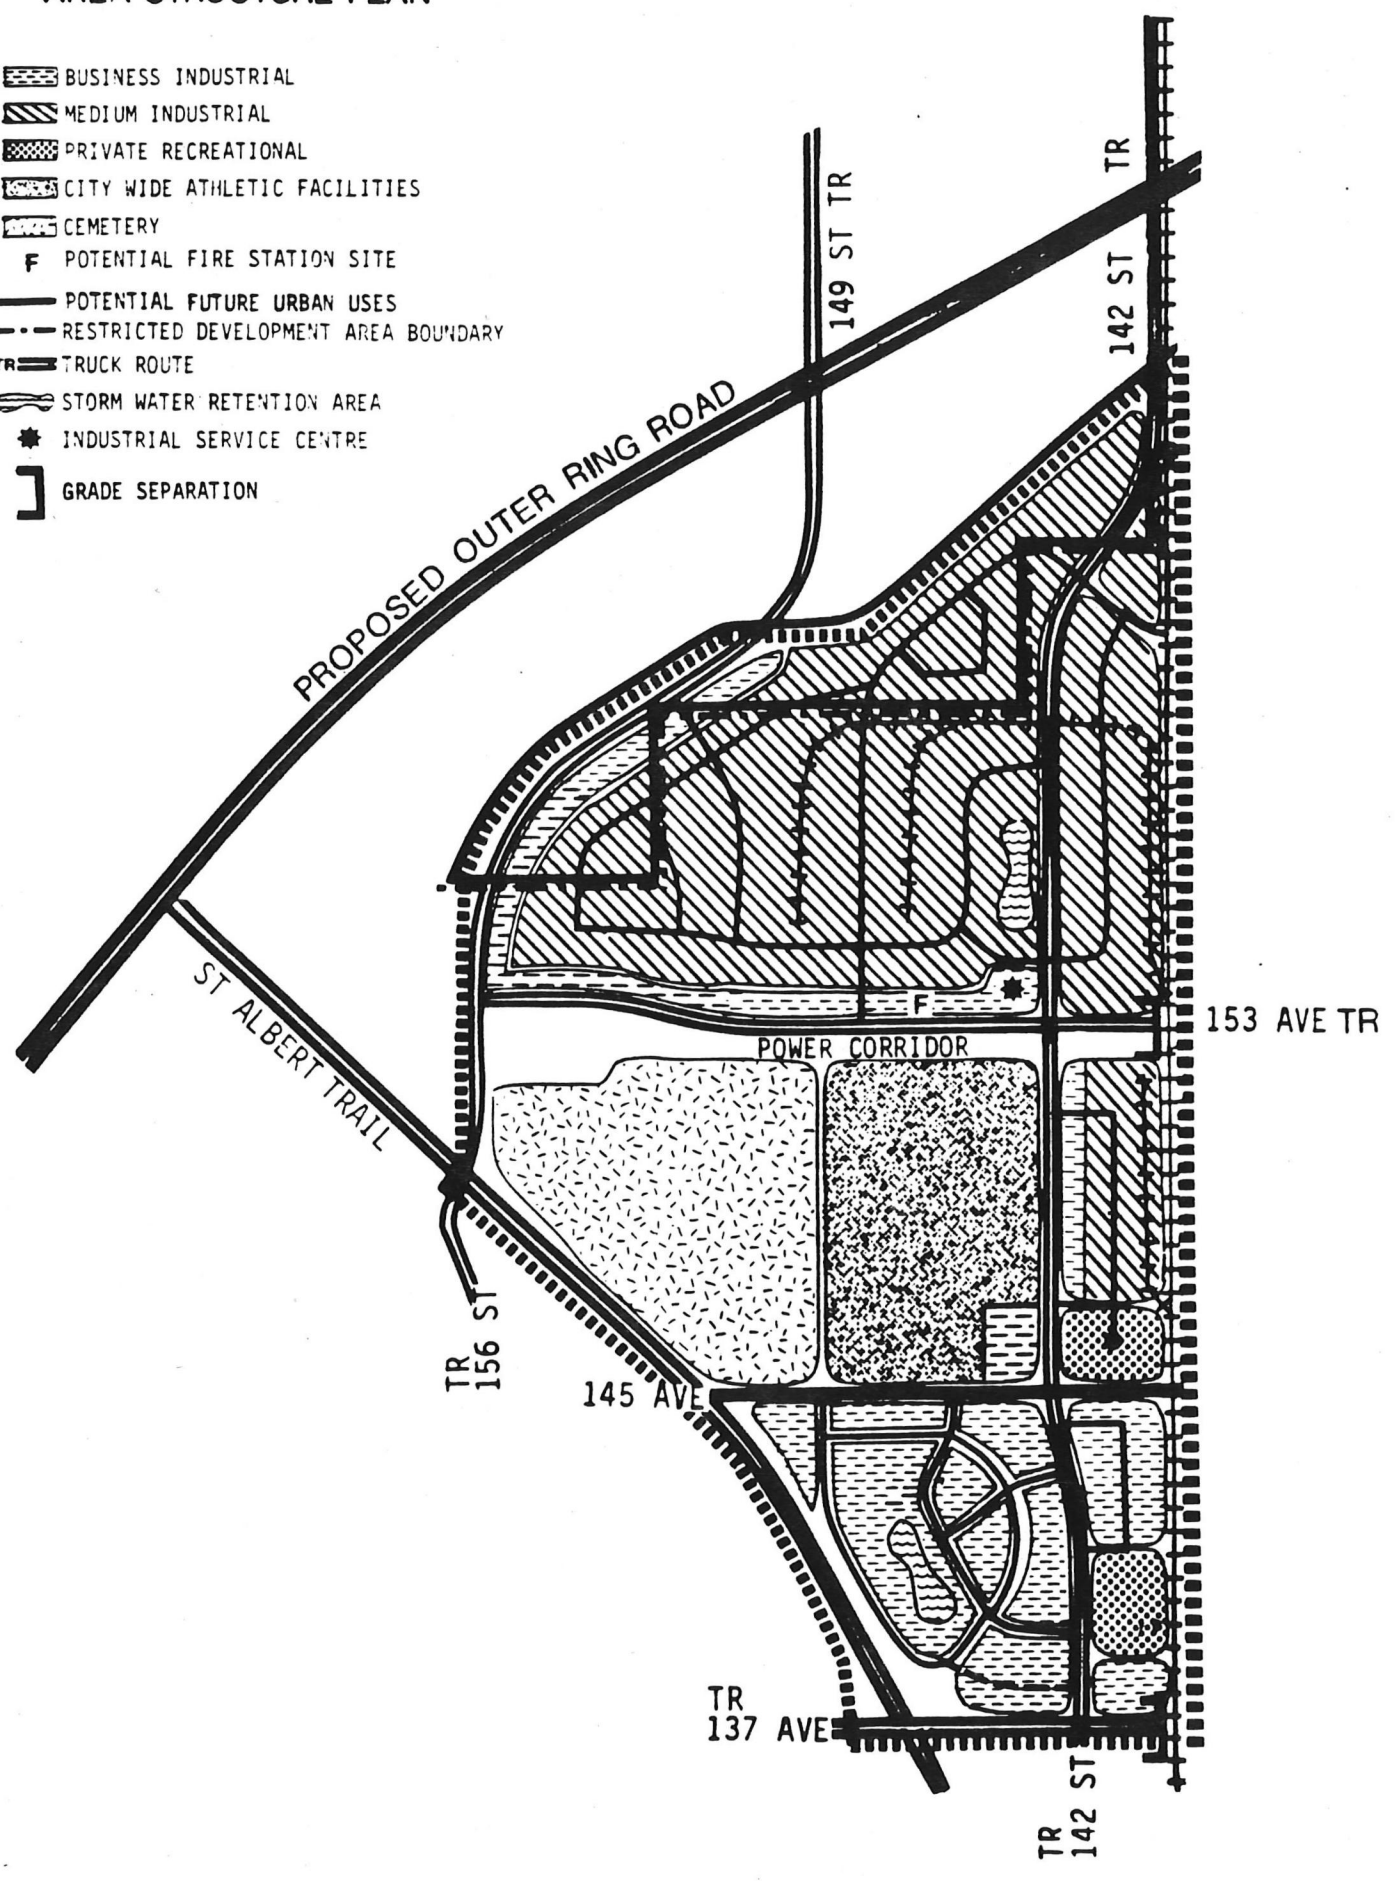 AREA STRUCTURE PLAN
BUSINESS INDUSTRIAL
MEDIUM INDUSTRIAL
PRIVATE RECREATIONAL
CITY WIDE ATHLETIC FACILITIES
CEMETERY
F POTENTIAL FIRE STATION SITE
POTENTIAL FUTURE URBAN USES
RESTRICTED DEVELOPMENT AREA BOUNDARY
TR TRUCK ROUTE
STORM WATER RETENTION AREA
INDUSTRIAL SERVICE CENTRE
GRADE SEPARATION
142 ST TR
149 ST TR
PROPOSED OUTER RING ROAD
ST ALBERT TRAIL
F
153 AVE TR
POWER CORRIDOR
TR
156 ST
145 AVE
TR
137 AVE
TR
142 ST